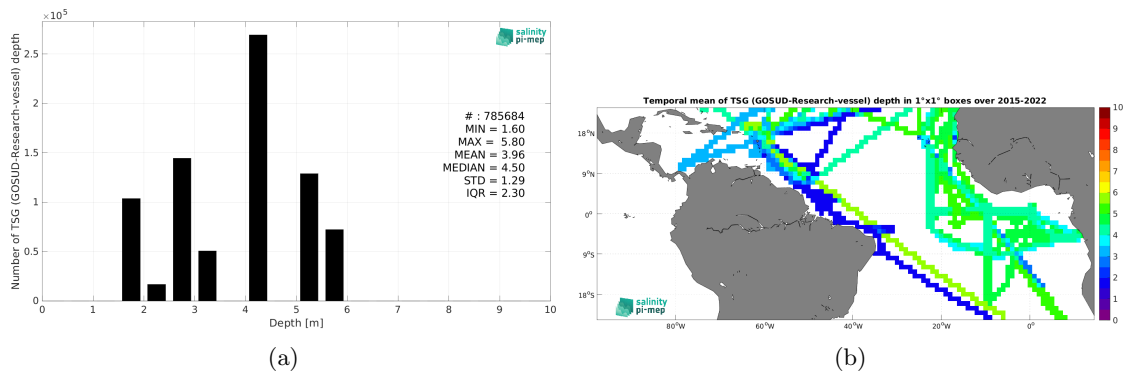 ×10⁵
salinity
pi-mep
2.5
2
1.5
1
0.5
0
Number of TSG (GOSUD-Research-vessel) depth
# : 785684
MIN = 1.60
MAX = 5.80
MEAN = 3.96
MEDIAN = 4.50
STD = 1.29
IQR = 2.30
0 1 2 3 4 5 6 7 8 9 10
Depth [m]
(a)
Temporal mean of TSG (GOSUD-Research-vessel) depth in 1°x1° boxes over 2015-2022
18°N
9°N
0°
9°S
18°S
80°W 60°W 40°W 20°W 0°
salinity
pi-mep
10
9
8
7
6
5
4
3
2
1
0
(b)